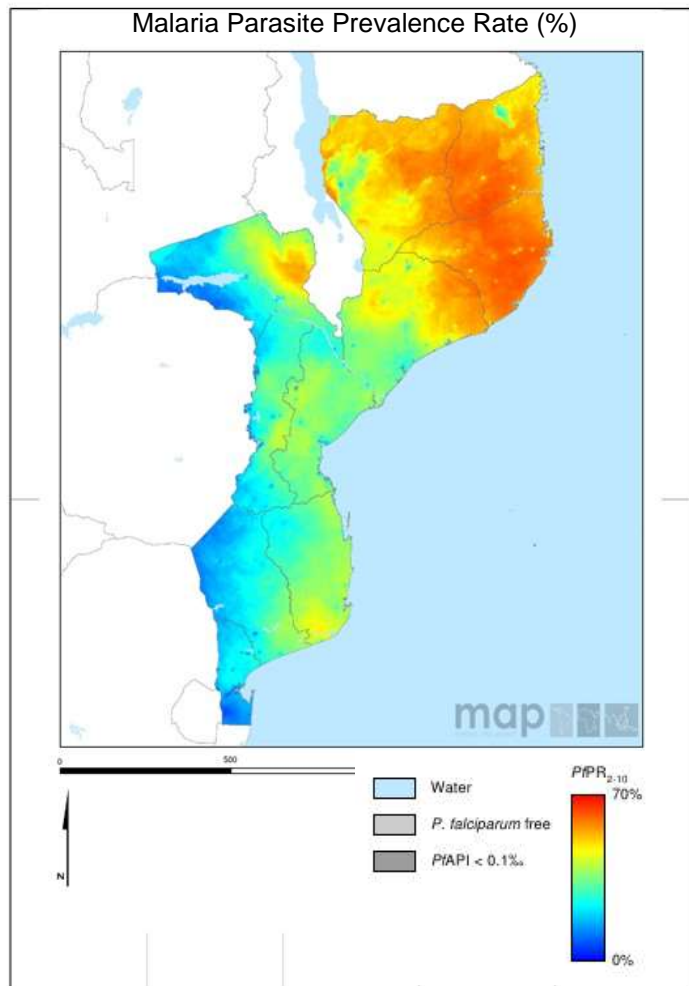 Malaria Parasite Prevalence Rate (%)
map
0 500
Water
P. falciparum free
PfAPI < 0.1‰
N
PfPR2-10
70%
0%